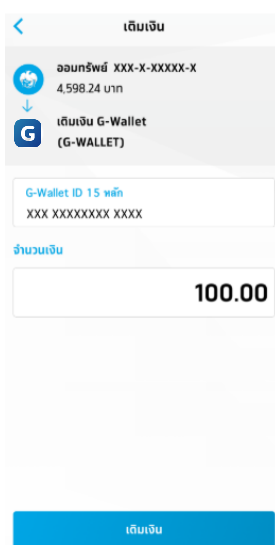 เติมเงิน
ออมทรัพย์ XXX-X-XXXXX-X
4,598.24 บาท
G
เติมเงิน G-Wallet
(G-WALLET)
G-Wallet ID 15 หลัก
XXX XXXXXXXX XXXX
จำนวนเงิน
100.00
เติมเงิน